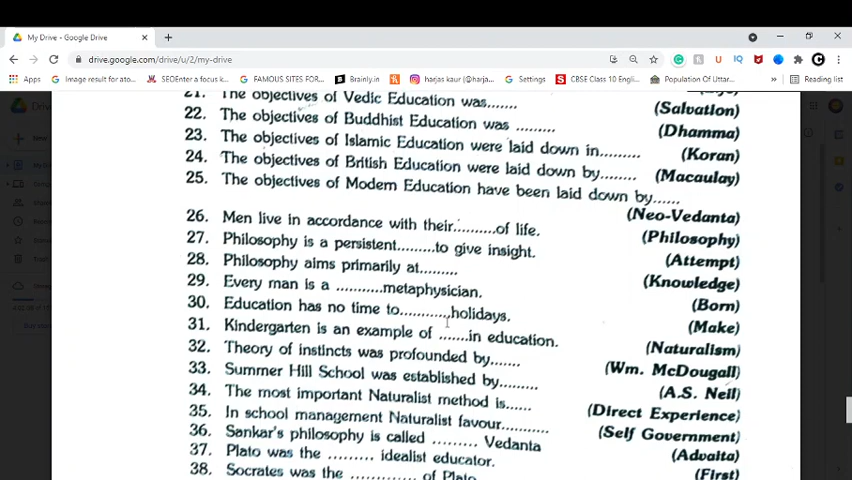 My Drive - Google Drive
drive.google.com/drive/u/2/my-drive
Apps Image result for ato... SEOEnter a focus k... FAMOUS SITES FOR Brainly.in harjas kaur (@harja... Settings CBSE Class 10 Engli... Population Of Uttar... Reading list
21. The objectives of Vedic Education was.......
(Salvation)
22. The objectives of Buddhist Education was .........
(Dhamma)
23. The objectives of Islamic Education were laid down in.........
(Koran)
24. The objectives of British Education were laid down by........
(Macaulay)
25. The objectives of Modern Education have been laid down by......
(Neo-Vedanta)
26. Men live in accordance with their..........of life.
(Philosophy)
27. Philosophy is a persistent.........to give insight.
(Attempt)
28. Philosophy aims primarily at.........
(Knowledge)
29. Every man is a ...........metaphysician.
(Born)
30. Education has no time to...........,holidays.
(Make)
31. Kindergarten is an example of .......in education.
(Naturalism)
32. Theory of instincts was profounded by.......
(Wm. McDougall)
33. Summer Hill School was established by.........
(A.S. Neil)
34. The most important Naturalist method is......
(Direct Experience)
35. In school management Naturalist favour...........
(Self Government)
36. Sankar's philosophy is called ......... Vedanta
(Advaita)
37. Plato was the ......... idealist educator.
(First)
38. Socrates was the ............. of Plato